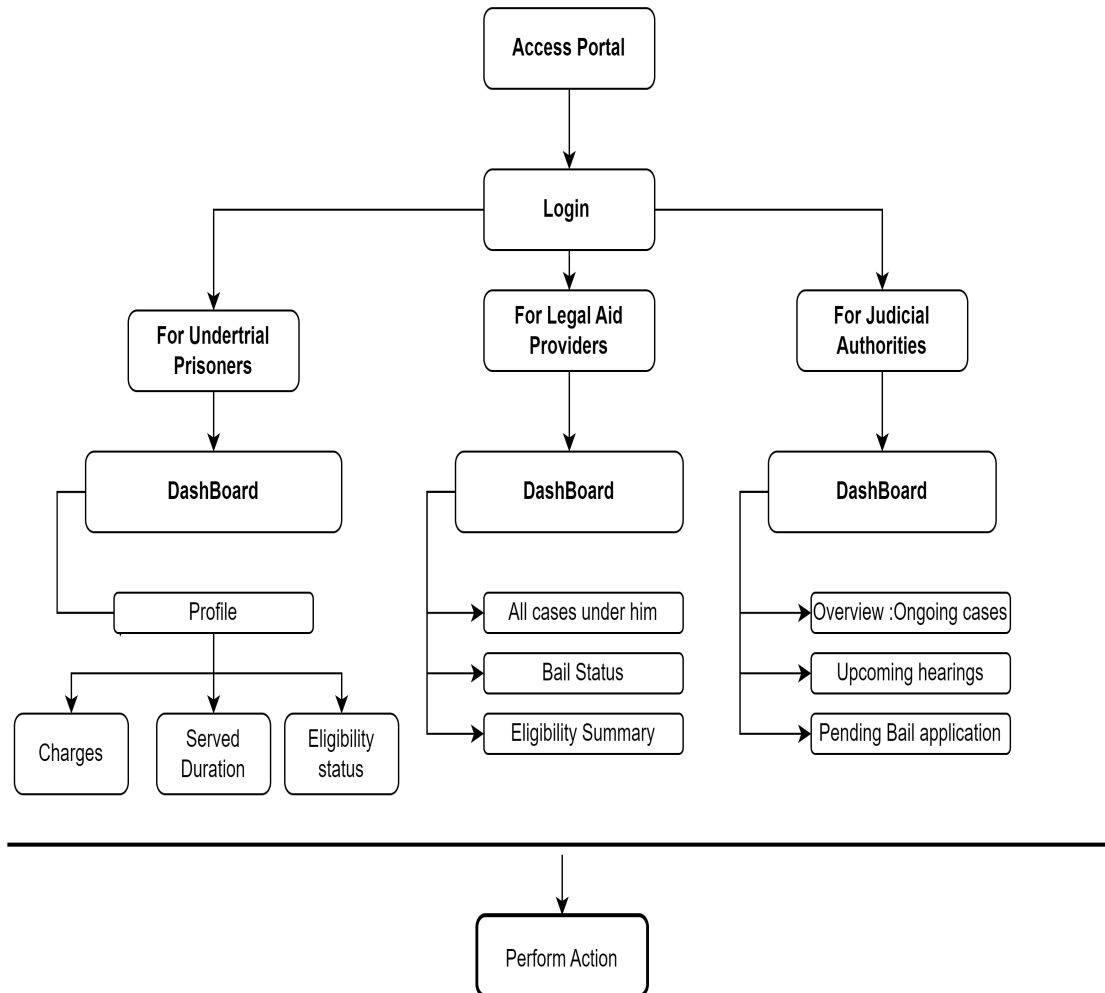 Access Portal
Login
For Undertrial
Prisoners
For Legal Aid
Providers
For Judicial
Authorities
DashBoard
DashBoard
DashBoard
Profile
All cases under him
Overview :Ongoing cases
Bail Status
Upcoming hearings
Charges
Served
Duration
Eligibility
status
Eligibility Summary
Pending Bail application
Perform Action